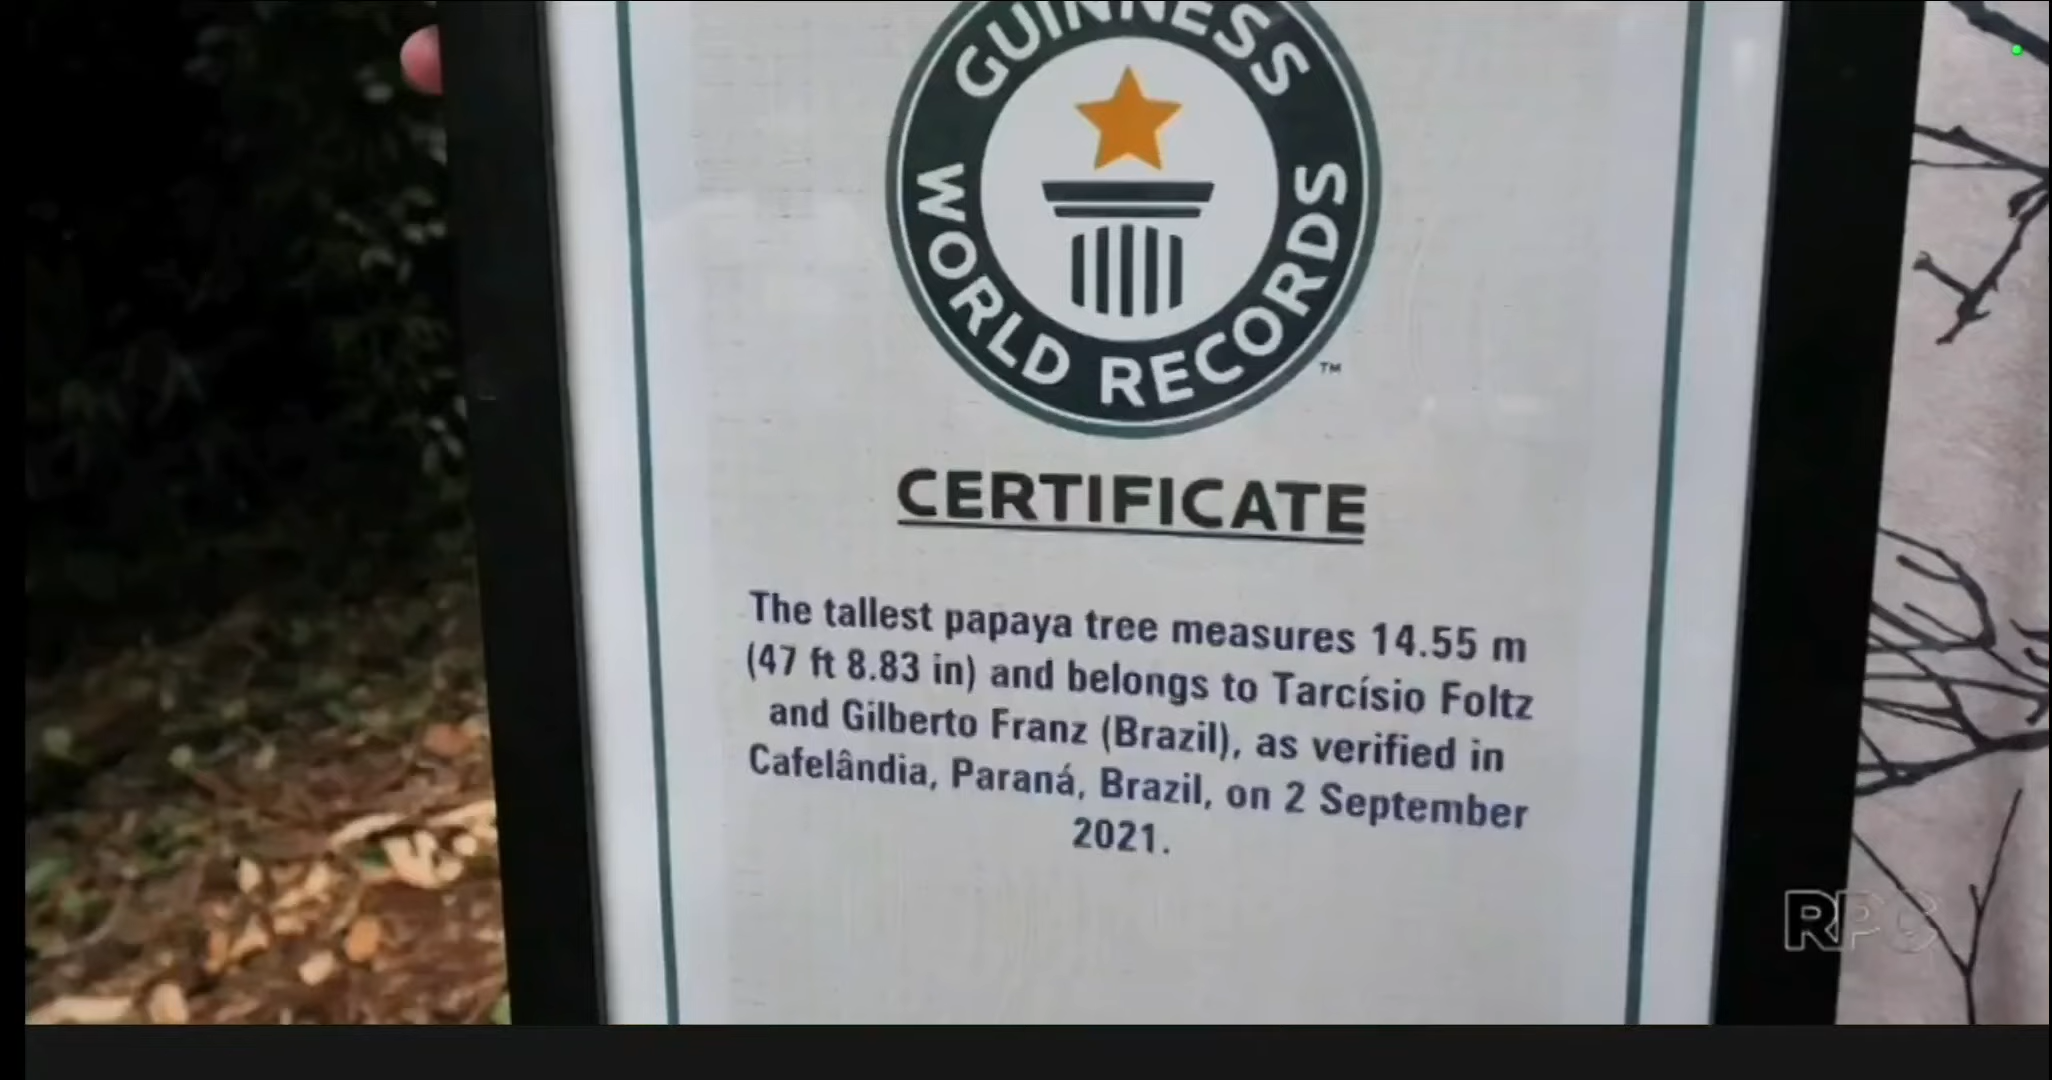 GUINNESS
WORLD RECORDS
TM
CERTIFICATE
The tallest papaya tree measures 14.55 m
(47 ft 8.83 in) and belongs to Tarcísio Foltz
and Gilberto Franz (Brazil), as verified in
Cafelândia, Paraná, Brazil, on 2 September
2021.
RPC